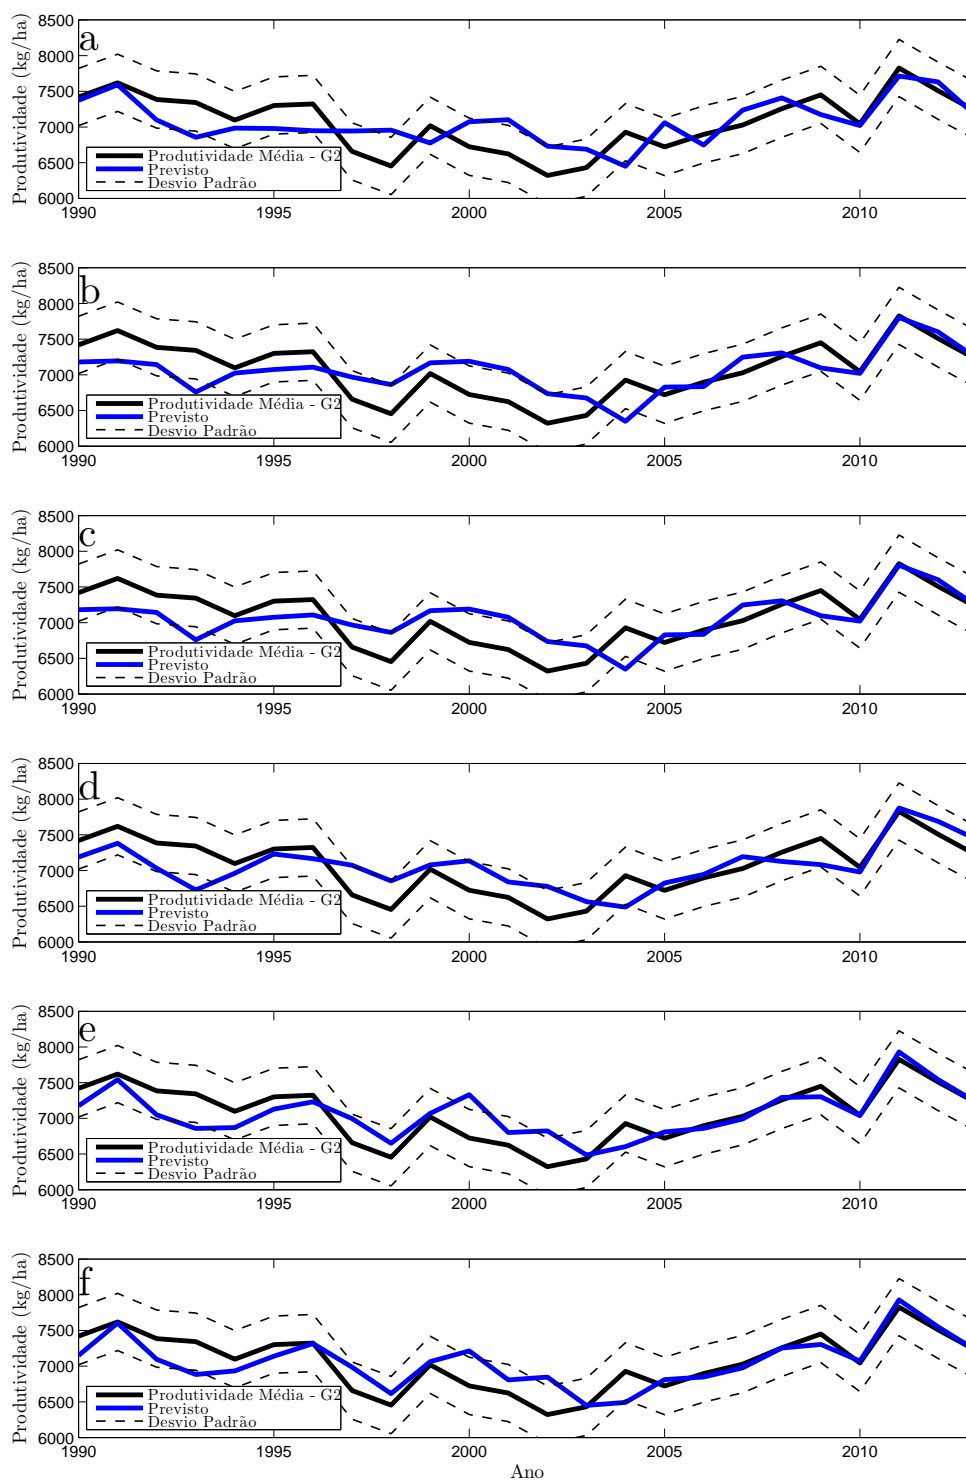 a
Produtividade (kg/ha)
8500
8000
7500
7000
6500
6000
Produtividade Média - G2
Previsto
Desvio Padrão
1990 1995 2000 2005 2010
b
Produtividade (kg/ha)
8500
8000
7500
7000
6500
6000
Produtividade Média - G2
Previsto
Desvio Padrão
1990 1995 2000 2005 2010
c
Produtividade (kg/ha)
8500
8000
7500
7000
6500
6000
Produtividade Média - G2
Previsto
Desvio Padrão
1990 1995 2000 2005 2010
d
Produtividade (kg/ha)
8500
8000
7500
7000
6500
6000
Produtividade Média - G2
Previsto
Desvio Padrão
1990 1995 2000 2005 2010
e
Produtividade (kg/ha)
8500
8000
7500
7000
6500
6000
Produtividade Média - G2
Previsto
Desvio Padrão
1990 1995 2000 2005 2010
f
Produtividade (kg/ha)
8500
8000
7500
7000
6500
6000
Produtividade Média - G2
Previsto
Desvio Padrão
1990 1995 2000 2005 2010
Ano